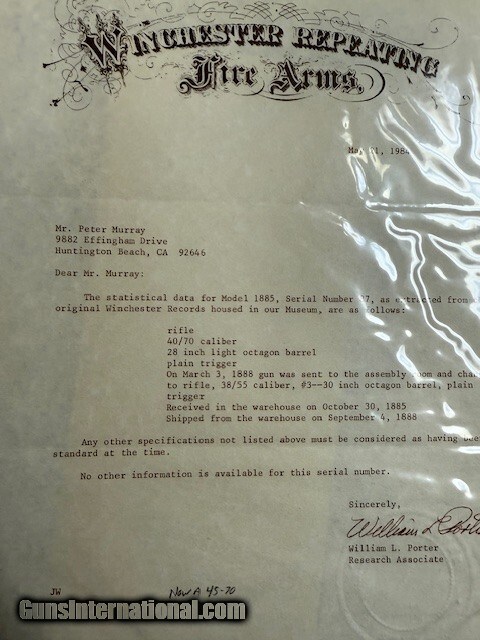 WINCHESTER REPEATING
Fire Arms.
1, 1984
Mr. Peter Murray
9882 Effingham Drive
Huntington Beach, CA 92646
Dear Mr. Murray:
The statistical data for Model 1885, Serial Number 7, as extracted from
original Winchester Records housed in our Museum, are as follows:
rifle
40/70 caliber
28 inch light octagon barrel
plain trigger
On March 3, 1888 gun was sent to the assembly room and
to rifle, 38/55 caliber, #3--30 inch octagon barrel, plain
trigger
Received in the warehouse on October 30, 1885
Shipped from the warehouse on September 4, 1888
Any other specifications not listed above must be considered as having
standard at the time.
No other information is available for this serial number.
Sincerely,
William L. Porter
William L. Porter
Research Associate
JW
Now A 45-70
GunsInternational.com